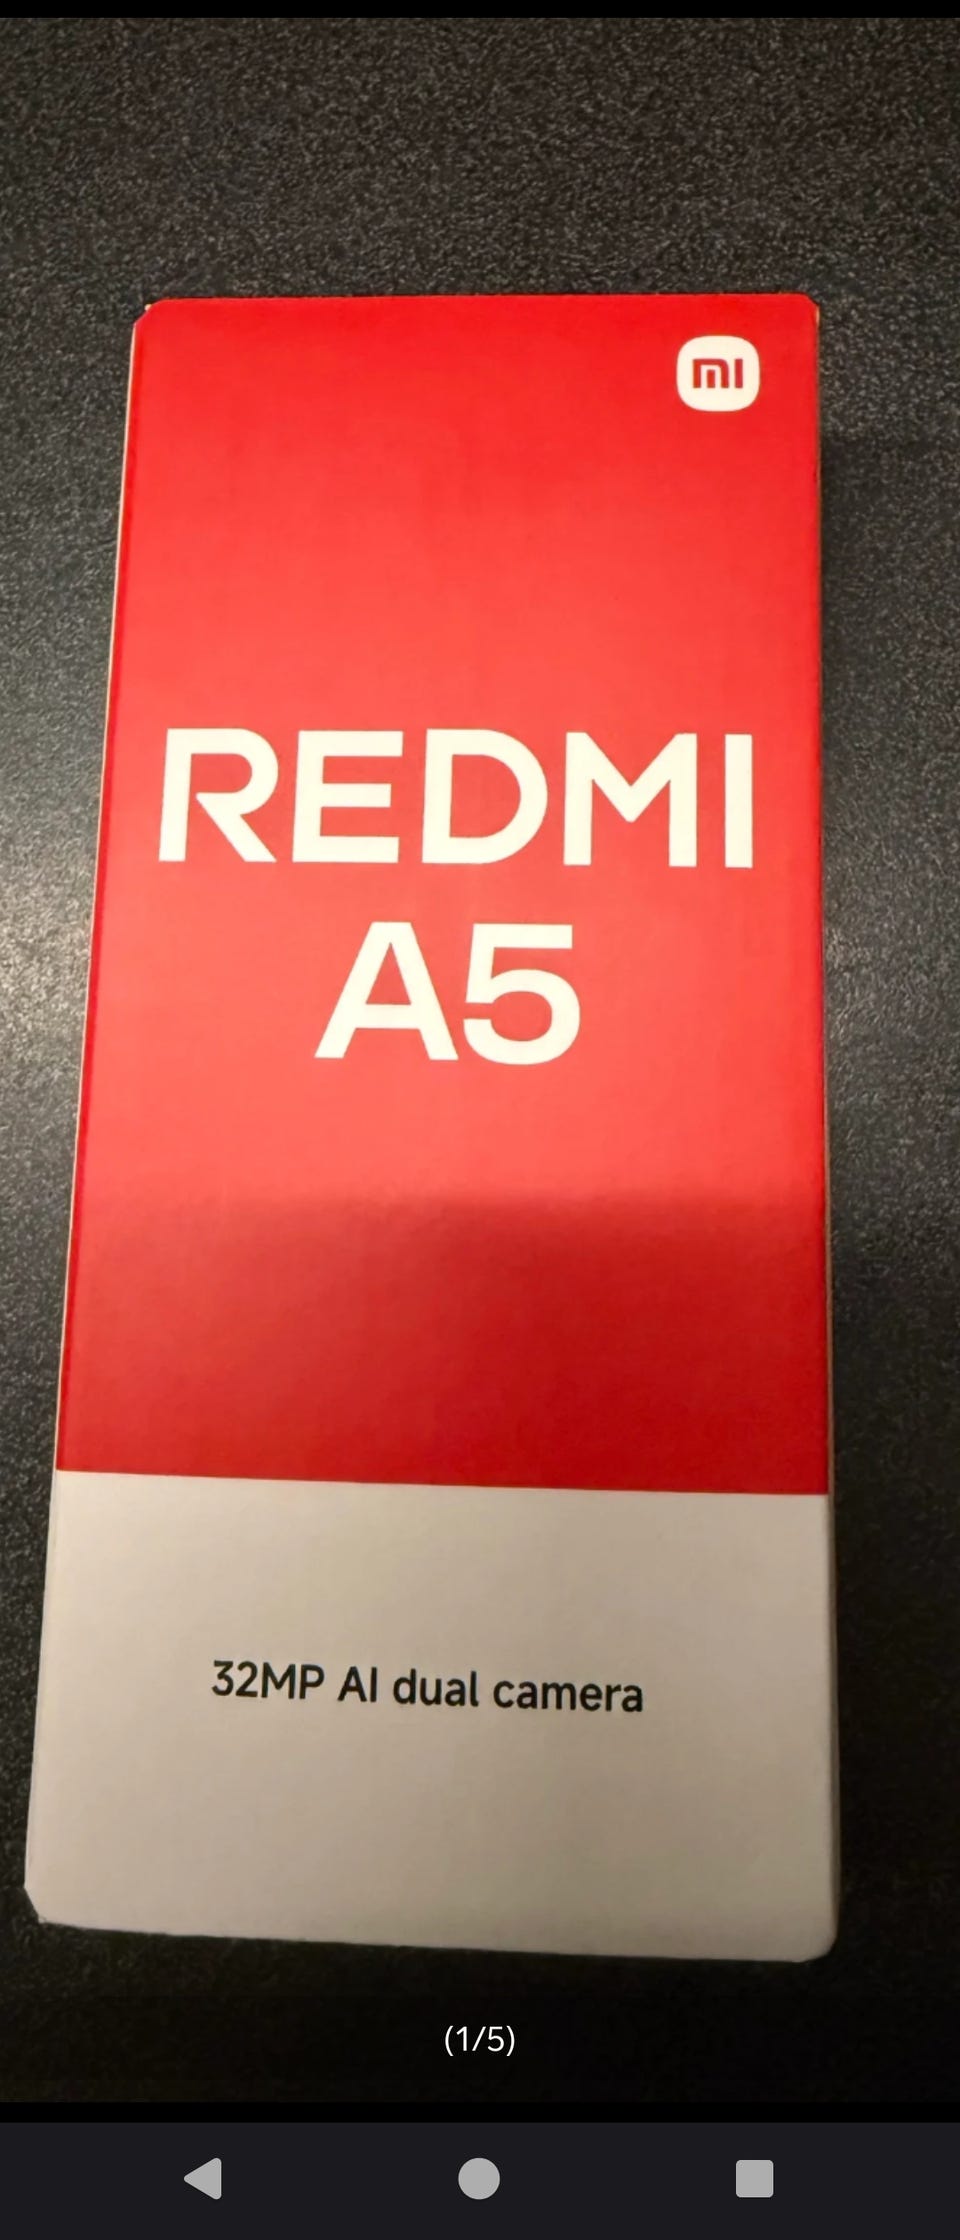 mi
REDMI
A5
32MP AI dual camera
(1/5)